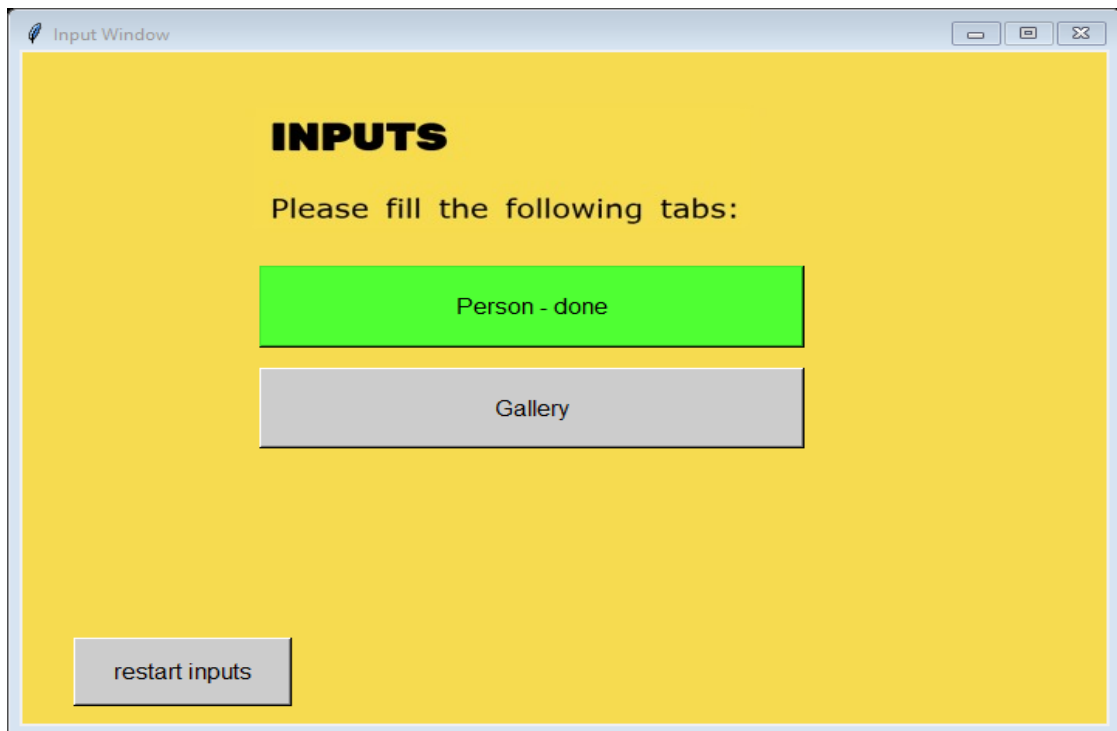 Input Window
INPUTS
Please fill the following tabs:
Person - done
Gallery
restart inputs